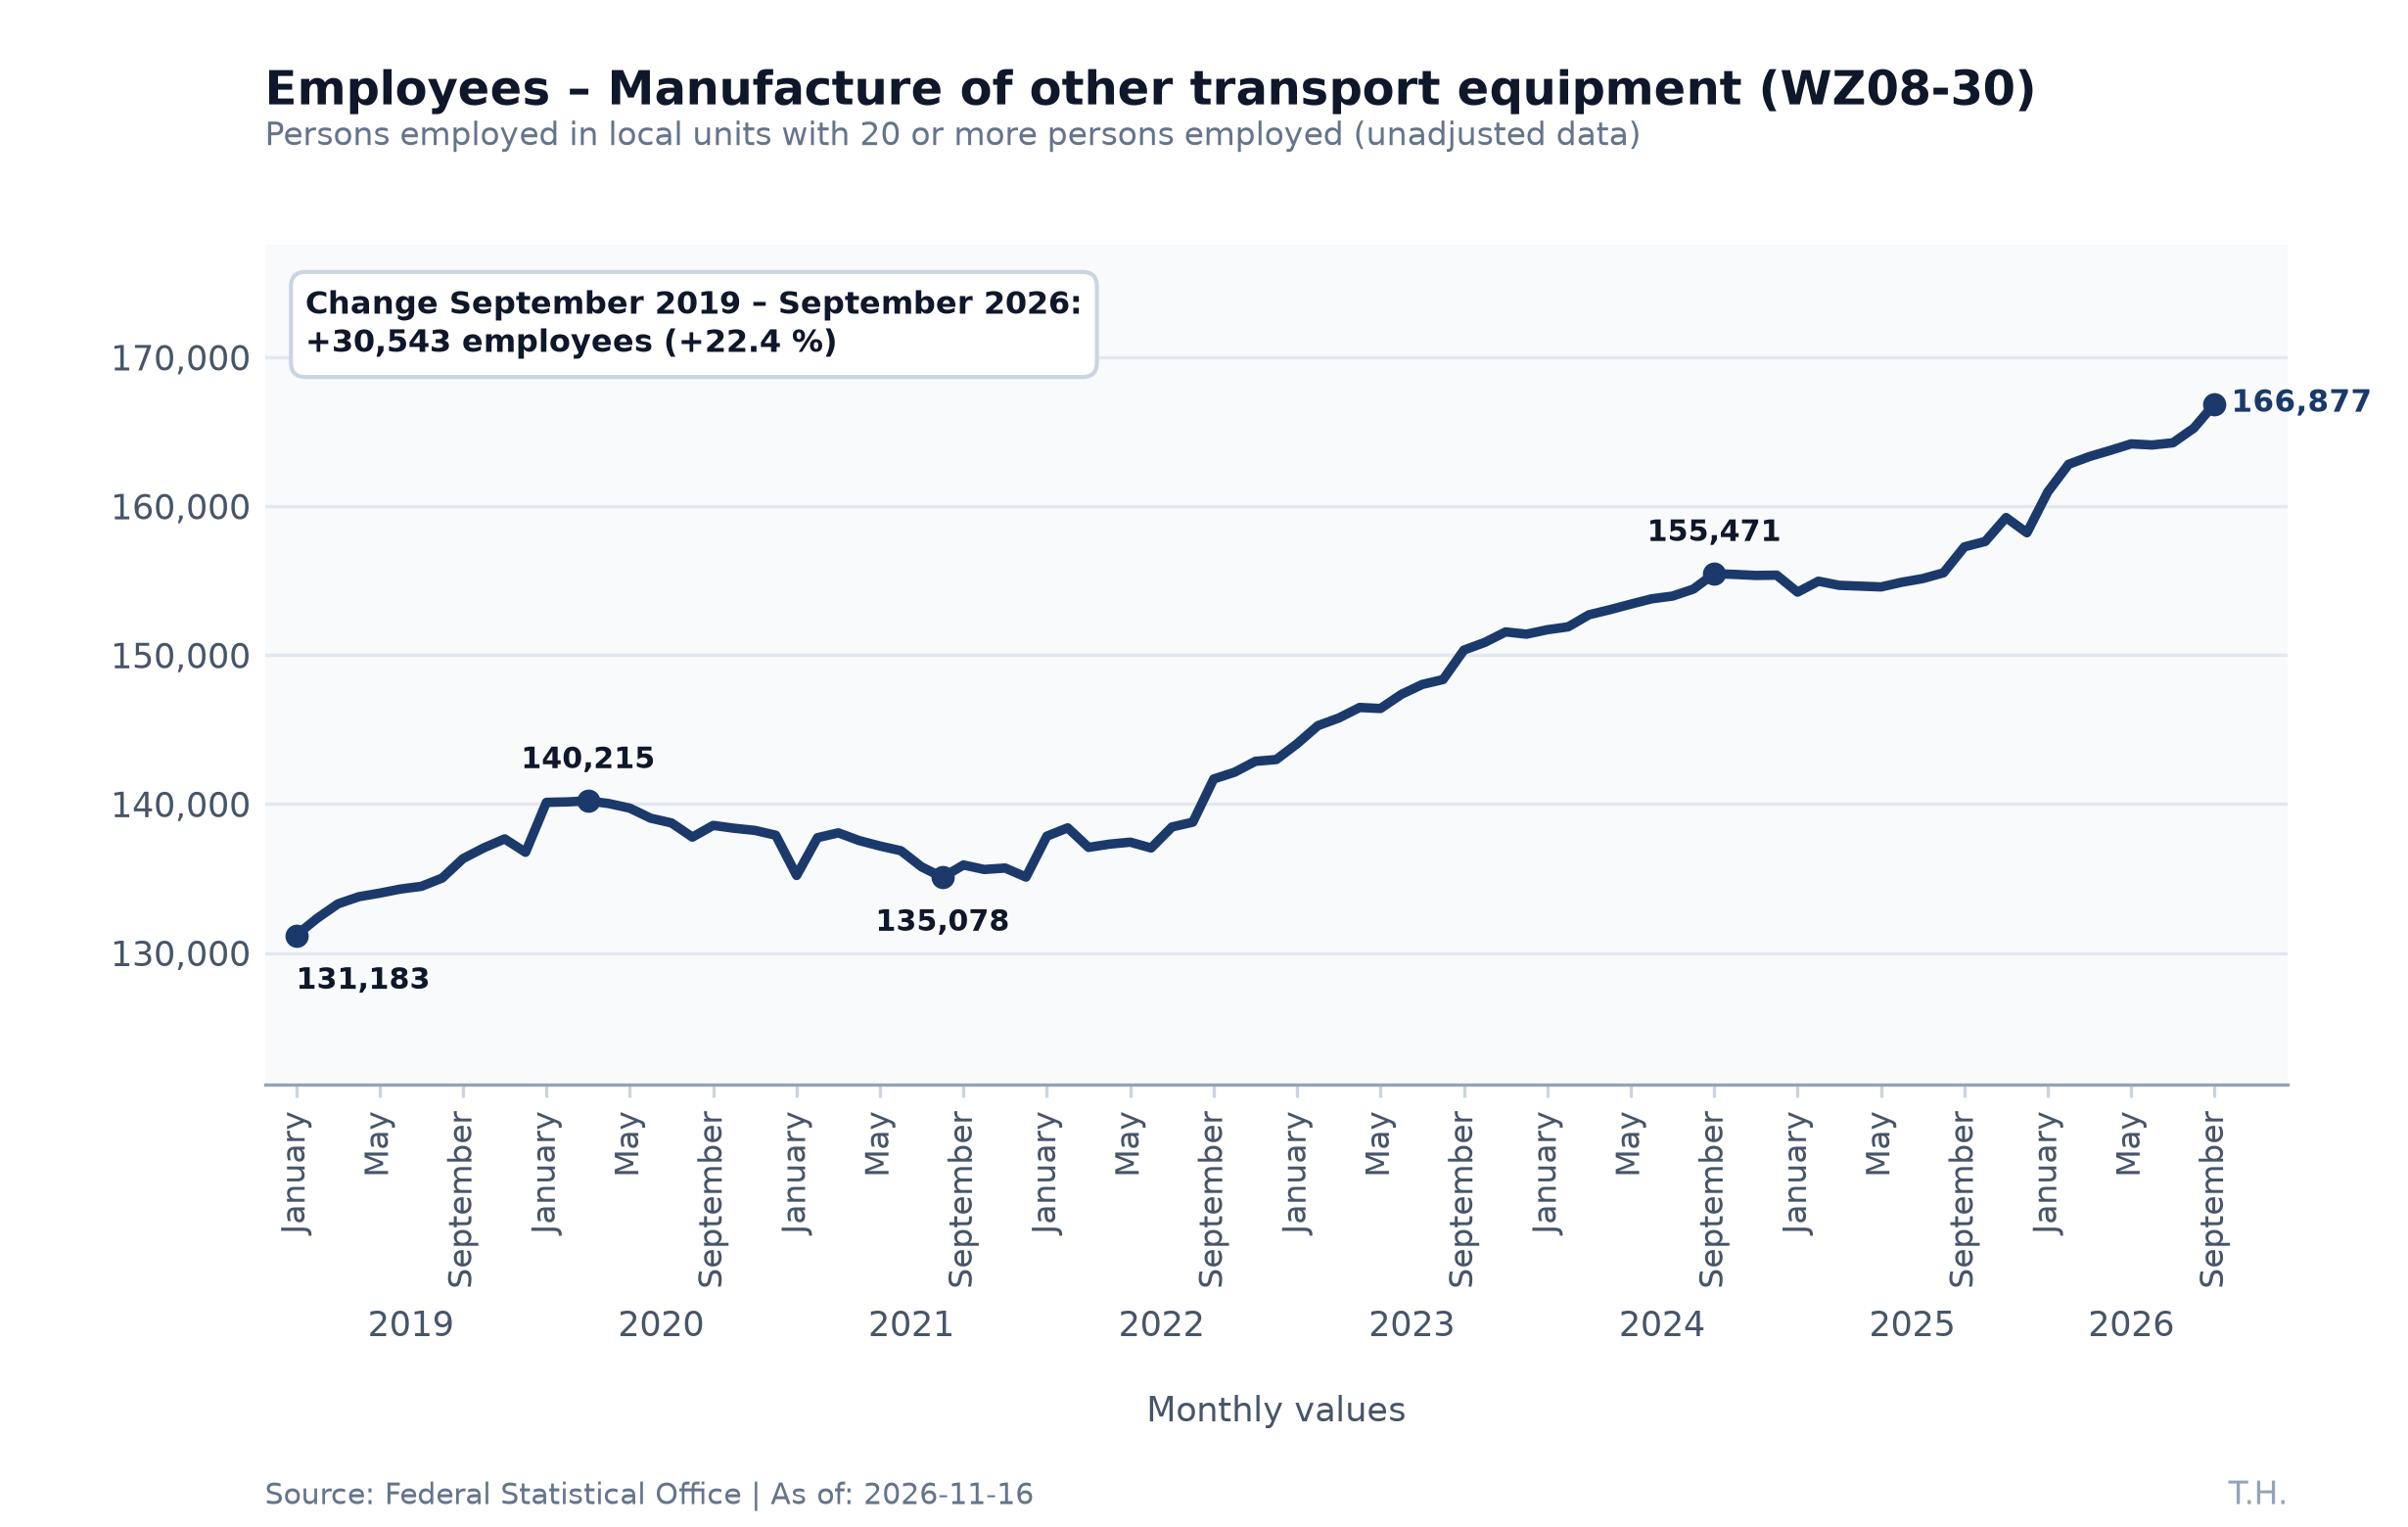 Employees – Manufacture of other transport equipment (WZ08-30)
Persons employed in local units with 20 or more persons employed (unadjusted data)
Change September 2019 – September 2026:
+30,543 employees (+22.4 %)
170,000
166,877
160,000
155,471
150,000
140,215
140,000
135,078
130,000
131,183
January May September January May September January May September January May September January May September January May September January May September January May September
2019 2020 2021 2022 2023 2024 2025 2026
Monthly values
Source: Federal Statistical Office | As of: 2026-11-16
T.H.